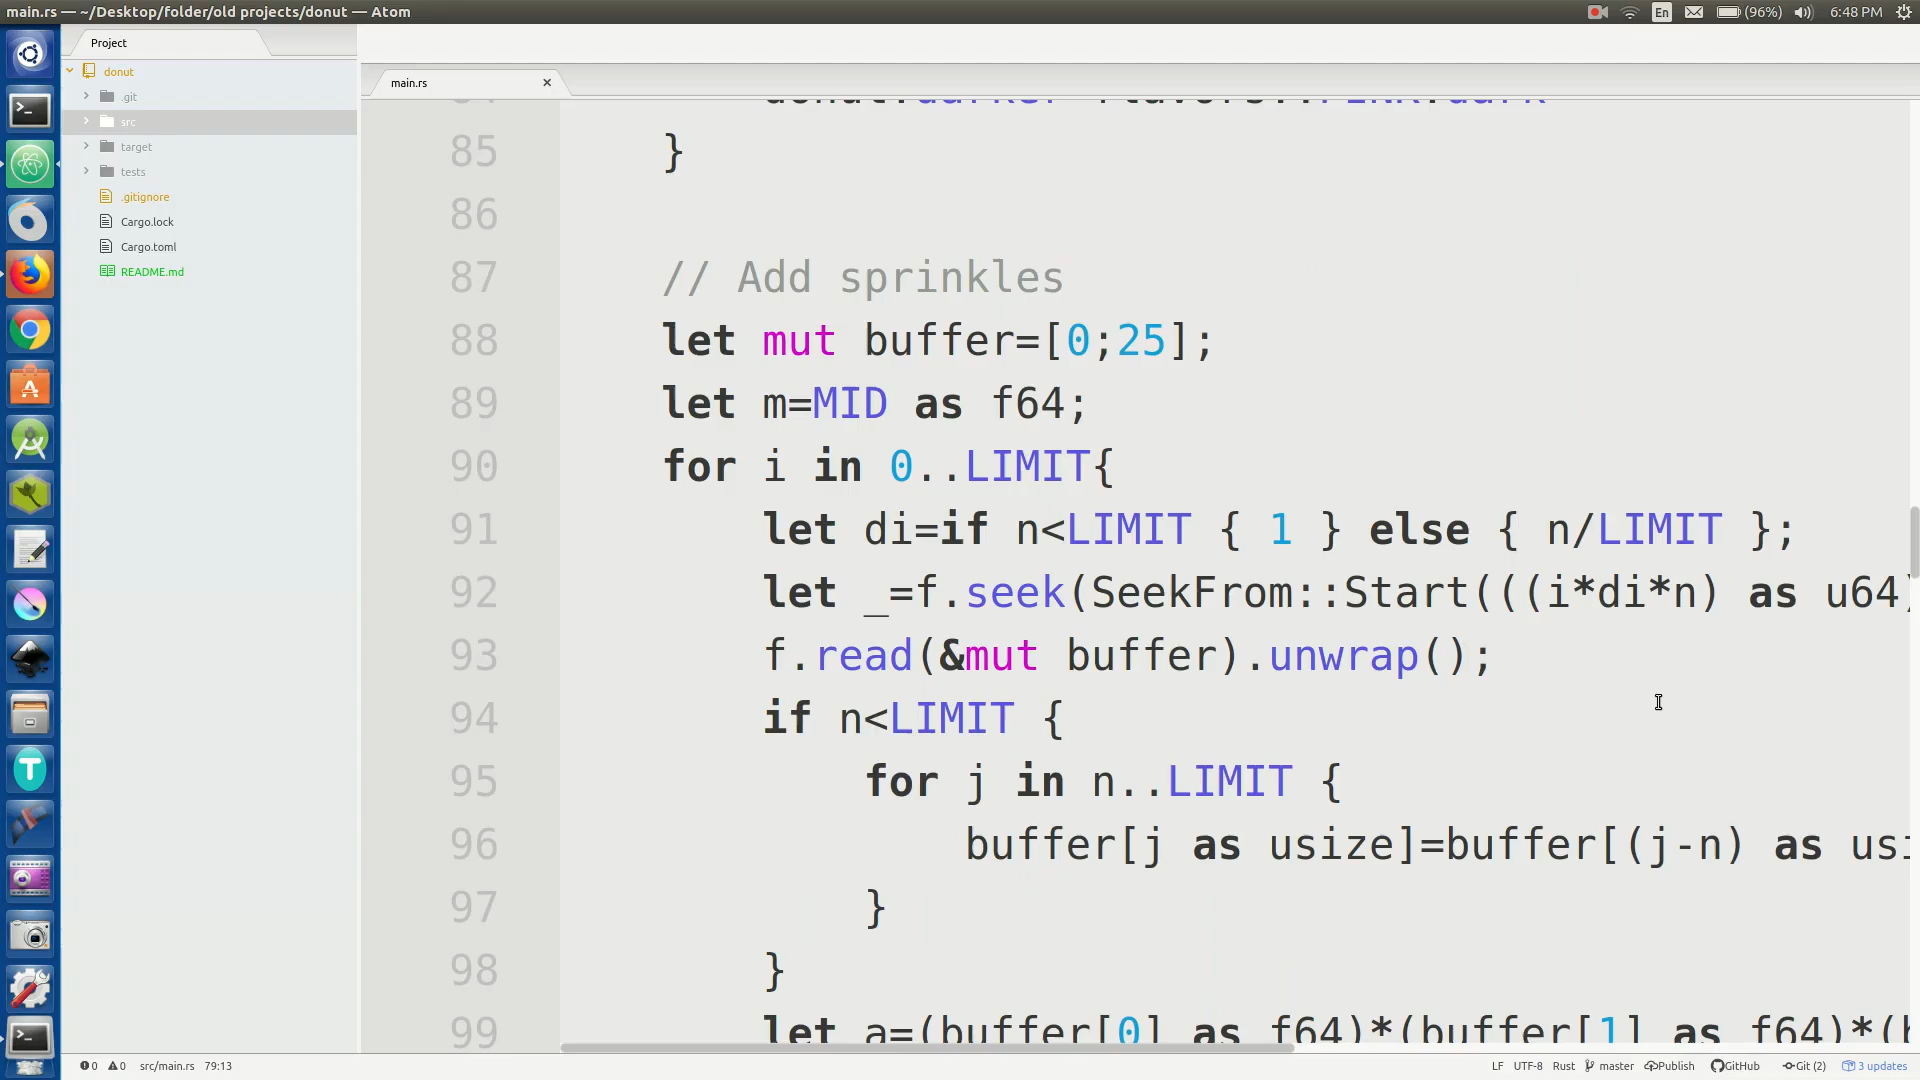 main.rs — ~/Desktop/folder/old projects/donut — Atom
En
(96%)
6:48 PM
Project
donut
.git
src
target
tests
.gitignore
Cargo.lock
Cargo.toml
README.md
main.rs
85 }
86
87 // Add sprinkles
88 let mut buffer=[0;25];
89 let m=MID as f64;
90 for i in 0..LIMIT{
91 let di=if n<LIMIT { 1 } else { n/LIMIT };
92 let _=f.seek(SeekFrom::Start(((i*di*n) as u64)
93 f.read(&mut buffer).unwrap();
94 if n<LIMIT {
95 for j in n..LIMIT {
96 buffer[j as usize]=buffer[(j-n) as usi
97 }
98 }
99 let a=(buffer[0] as f64)*(buffer[1] as f64)*(b
0 0 src/main.rs 79:13
LF UTF-8 Rust master Publish GitHub Git (2) 3 updates